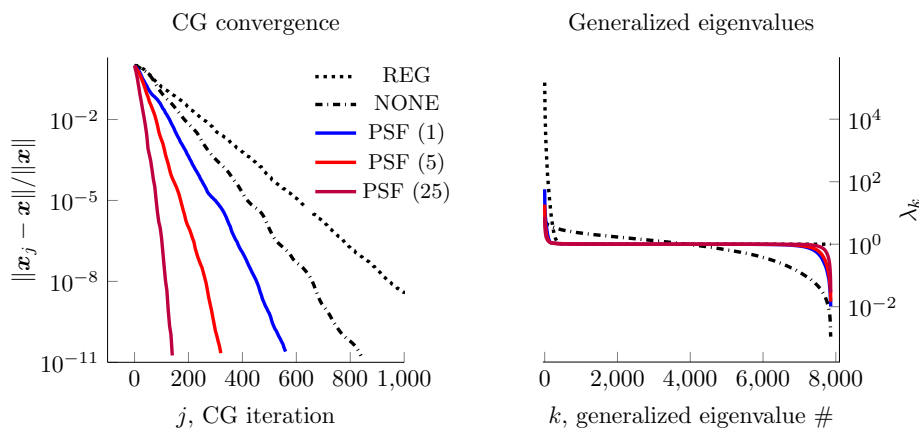 CG convergence
Generalized eigenvalues
REG
NONE
PSF (1)
PSF (5)
PSF (25)
10^{-2}
10^{-5}
10^{-8}
10^{-11}
‖x_j − x‖/‖x‖
0 200 400 600 800 1,000
j, CG iteration
10^4
10^2
10^0
10^{-2}
λ_k
0 2,000 4,000 6,000 8,000
k, generalized eigenvalue #